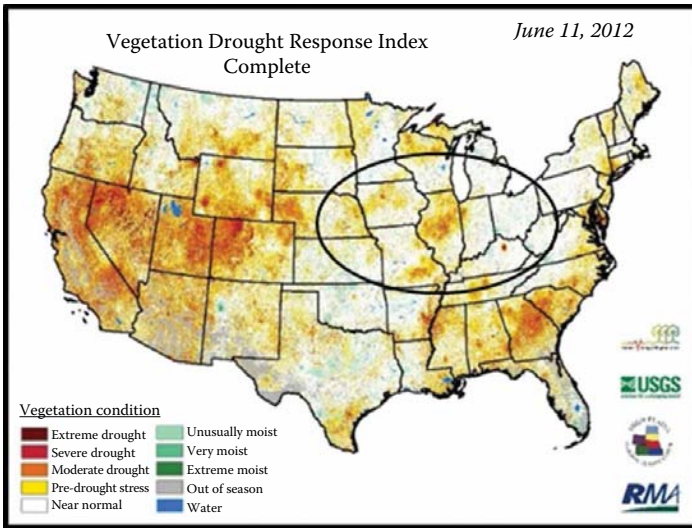 Vegetation Drought Response Index
Complete
June 11, 2012
Vegetation condition
Extreme drought
Severe drought
Moderate drought
Pre-drought stress
Near normal
Unusually moist
Very moist
Extreme moist
Out of season
Water
USGS
RMA